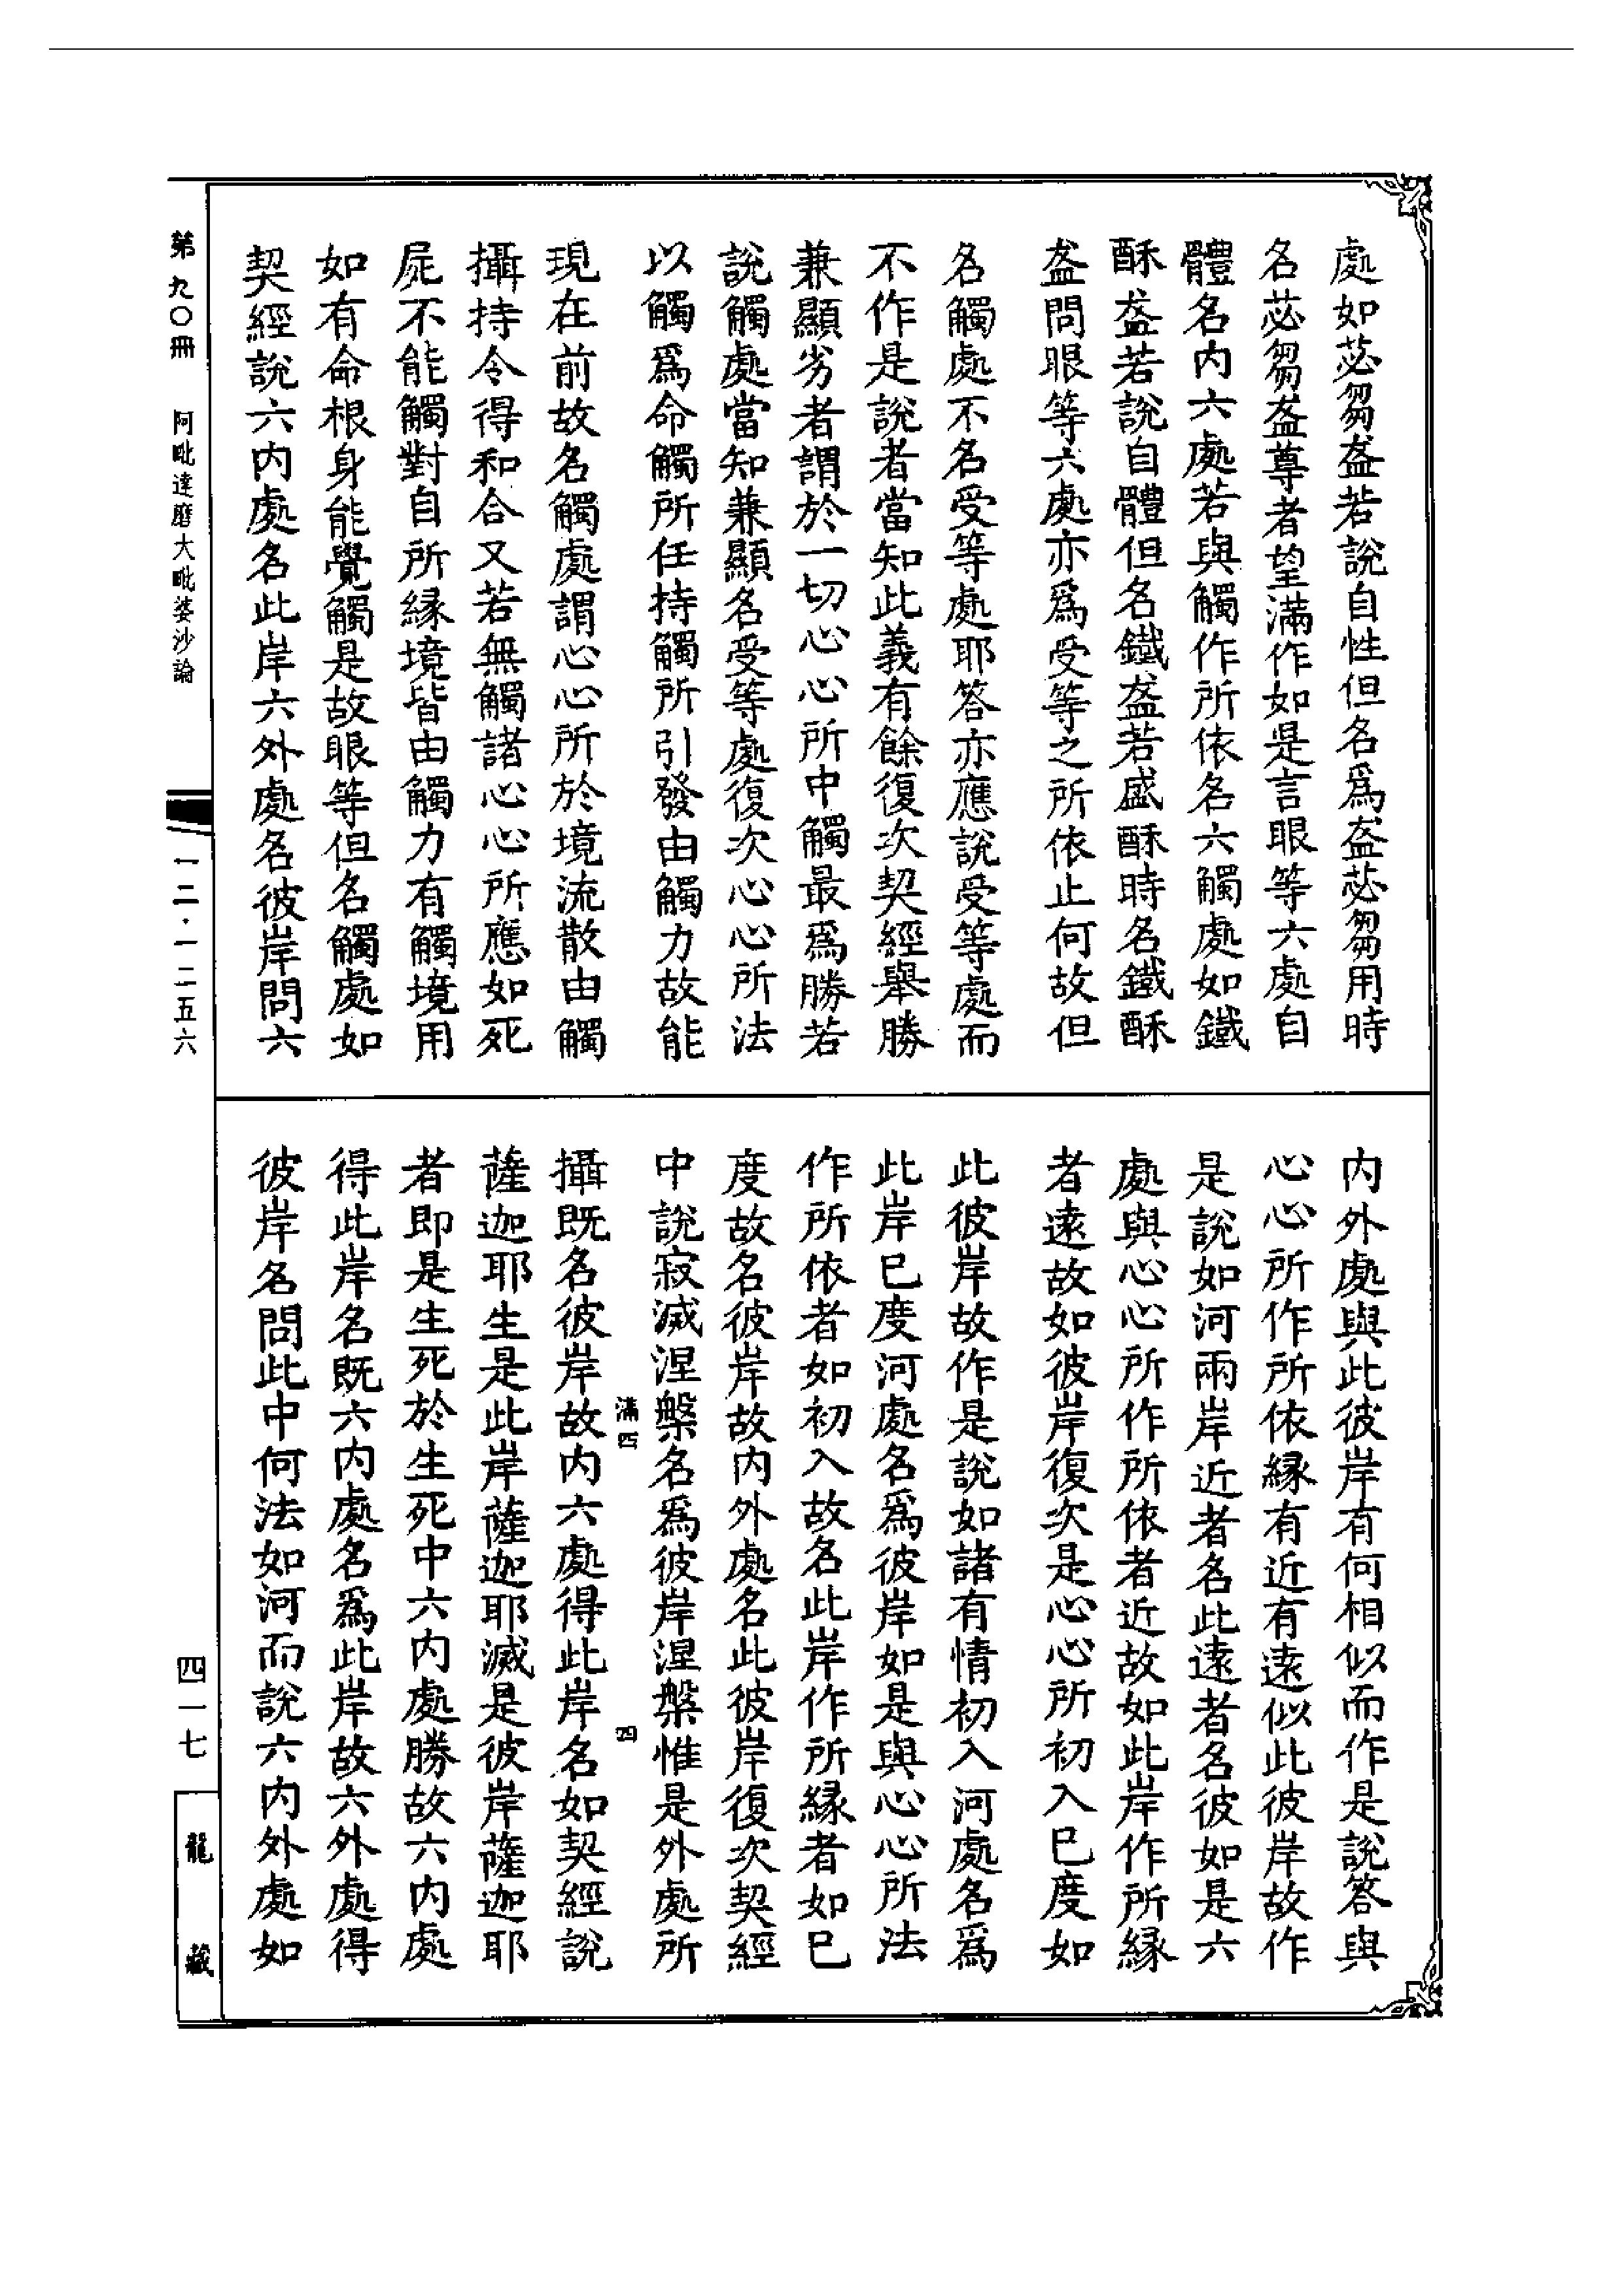 處如苾芻盋若說自性但名爲盋苾芻用時
名苾芻盋尊者望滿作如是言眼等六處自
體名内六處若與觸作所依名六觸處如鐵
酥盋若說自體但名鐵盋若盛酥時名鐵酥
盋問眼等六處亦爲受等之所依止何故但
名觸處不名受等處耶答亦應說受等處而
不作是說者當知此義有餘復次契經舉勝
兼顯劣者謂於一切心心所中觸最爲勝若
說觸處當知兼顯名受等處復次心心所法
以觸爲命觸所任持觸所引發由觸力故能
現在前故名觸處謂心心所於境流散由觸
攝持令得和合又若無觸諸心心所應如死
屍不能觸對自所緣境皆由觸力有觸境用
如有命根身能覺觸是故眼等但名觸處如
契經說六内處名此岸六外處名彼岸問六
内外處與此彼岸有何相似而作是說答與
心心所作所依緣有近有遠似此彼岸故作
是說如河兩岸近者名此遠者名彼如是六
處與心心所作所依者近故如此岸作所緣
者遠故如彼岸復次是心心所初入已度如
此彼岸故作是說如諸有情初入河處名爲
此岸已度河處名爲彼岸如是與心心所法
作所依者如初入故名此岸作所緣者如已
度故名彼岸故内外處名此彼岸復次契經
中說寂滅涅槃名爲彼岸涅槃惟是外處所
滿四
四
攝既名彼岸故内六處得此岸名如契經說
薩迦耶生是此岸薩迦耶滅是彼岸薩迦耶
者即是生死於生死中六内處勝故六内處
得此岸名既六内處名爲此岸故六外處得
彼岸名問此中何法如河而說六内外處如
第九〇冊 阿毗達磨大毗婆沙論
一二·一二五六
四一七
龍藏